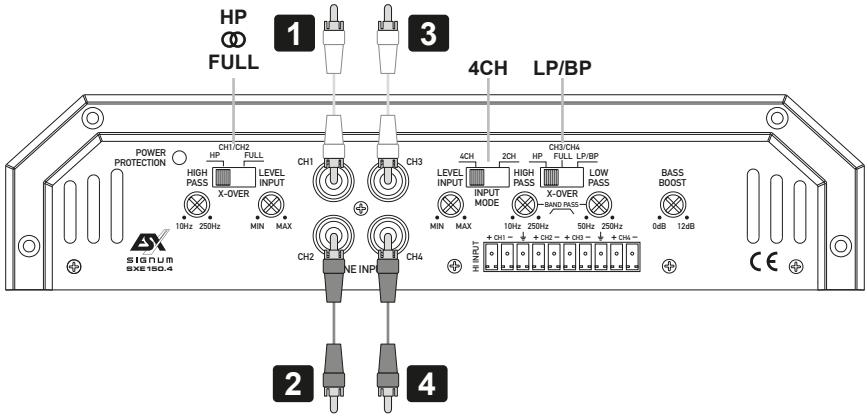 HP
FULL
1
3
4CH
LP/BP
POWER
PROTECTION
CH1/CH2
HP
FULL
X-OVER
HIGH
PASS
10Hz 250Hz
LEVEL
INPUT
MIN MAX
CH1
CH3
CH2
CH4
NE INPU
LEVEL
INPUT
MIN MAX
4CH
2CH
INPUT
MODE
HIGH
PASS
10Hz 250Hz
CH3/CH4
HP FULL LP/BP
X-OVER
BAND PASS
LOW
PASS
50Hz 250Hz
BASS
BOOST
0dB 12dB
HI INPUT
+ CH1 − + CH2 − + CH3 − + CH4 −
ESX
SIGNUM
SXE150.4
CE
2
4